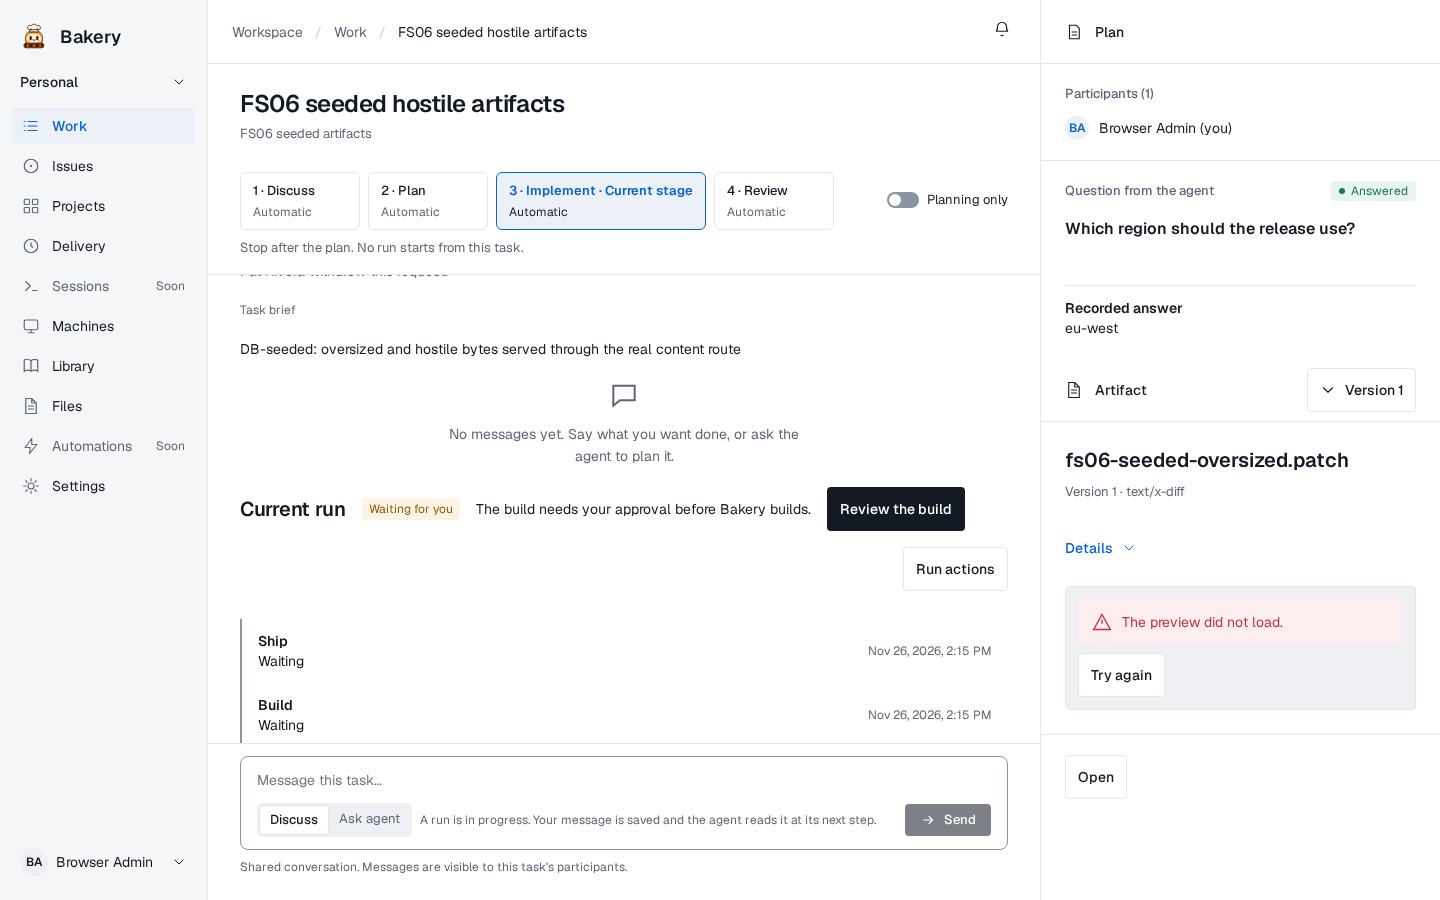 Bakery
Personal
Work
Issues
Projects
Delivery
Sessions Soon
Machines
Library
Files
Automations Soon
Settings
BA Browser Admin
Workspace / Work / FS06 seeded hostile artifacts
FS06 seeded hostile artifacts
FS06 seeded artifacts
1 · Discuss
Automatic
2 · Plan
Automatic
3 · Implement · Current stage
Automatic
4 · Review
Automatic
Planning only
Stop after the plan. No run starts from this task.
Task brief
DB-seeded: oversized and hostile bytes served through the real content route
No messages yet. Say what you want done, or ask the
agent to plan it.
Current run Waiting for you The build needs your approval before Bakery builds. Review the build
Run actions
Ship
Waiting
Nov 26, 2026, 2:15 PM
Build
Waiting
Nov 26, 2026, 2:15 PM
Message this task...
Discuss Ask agent A run is in progress. Your message is saved and the agent reads it at its next step. Send
Shared conversation. Messages are visible to this task's participants.
Plan
Participants (1)
BA Browser Admin (you)
Question from the agent Answered
Which region should the release use?
Recorded answer
eu-west
Artifact Version 1
fs06-seeded-oversized.patch
Version 1 · text/x-diff
Details
The preview did not load.
Try again
Open